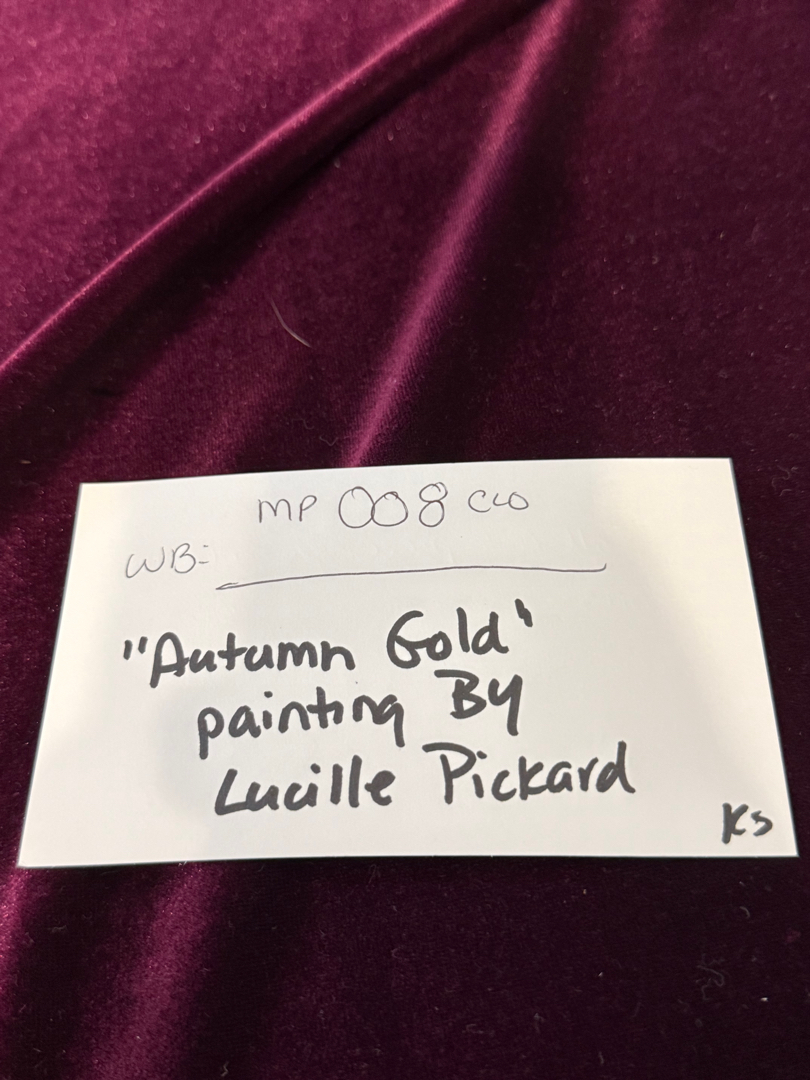 MP 008 CLO
WB:
"Autumn Gold"
painting By
Lucille Pickard
KS